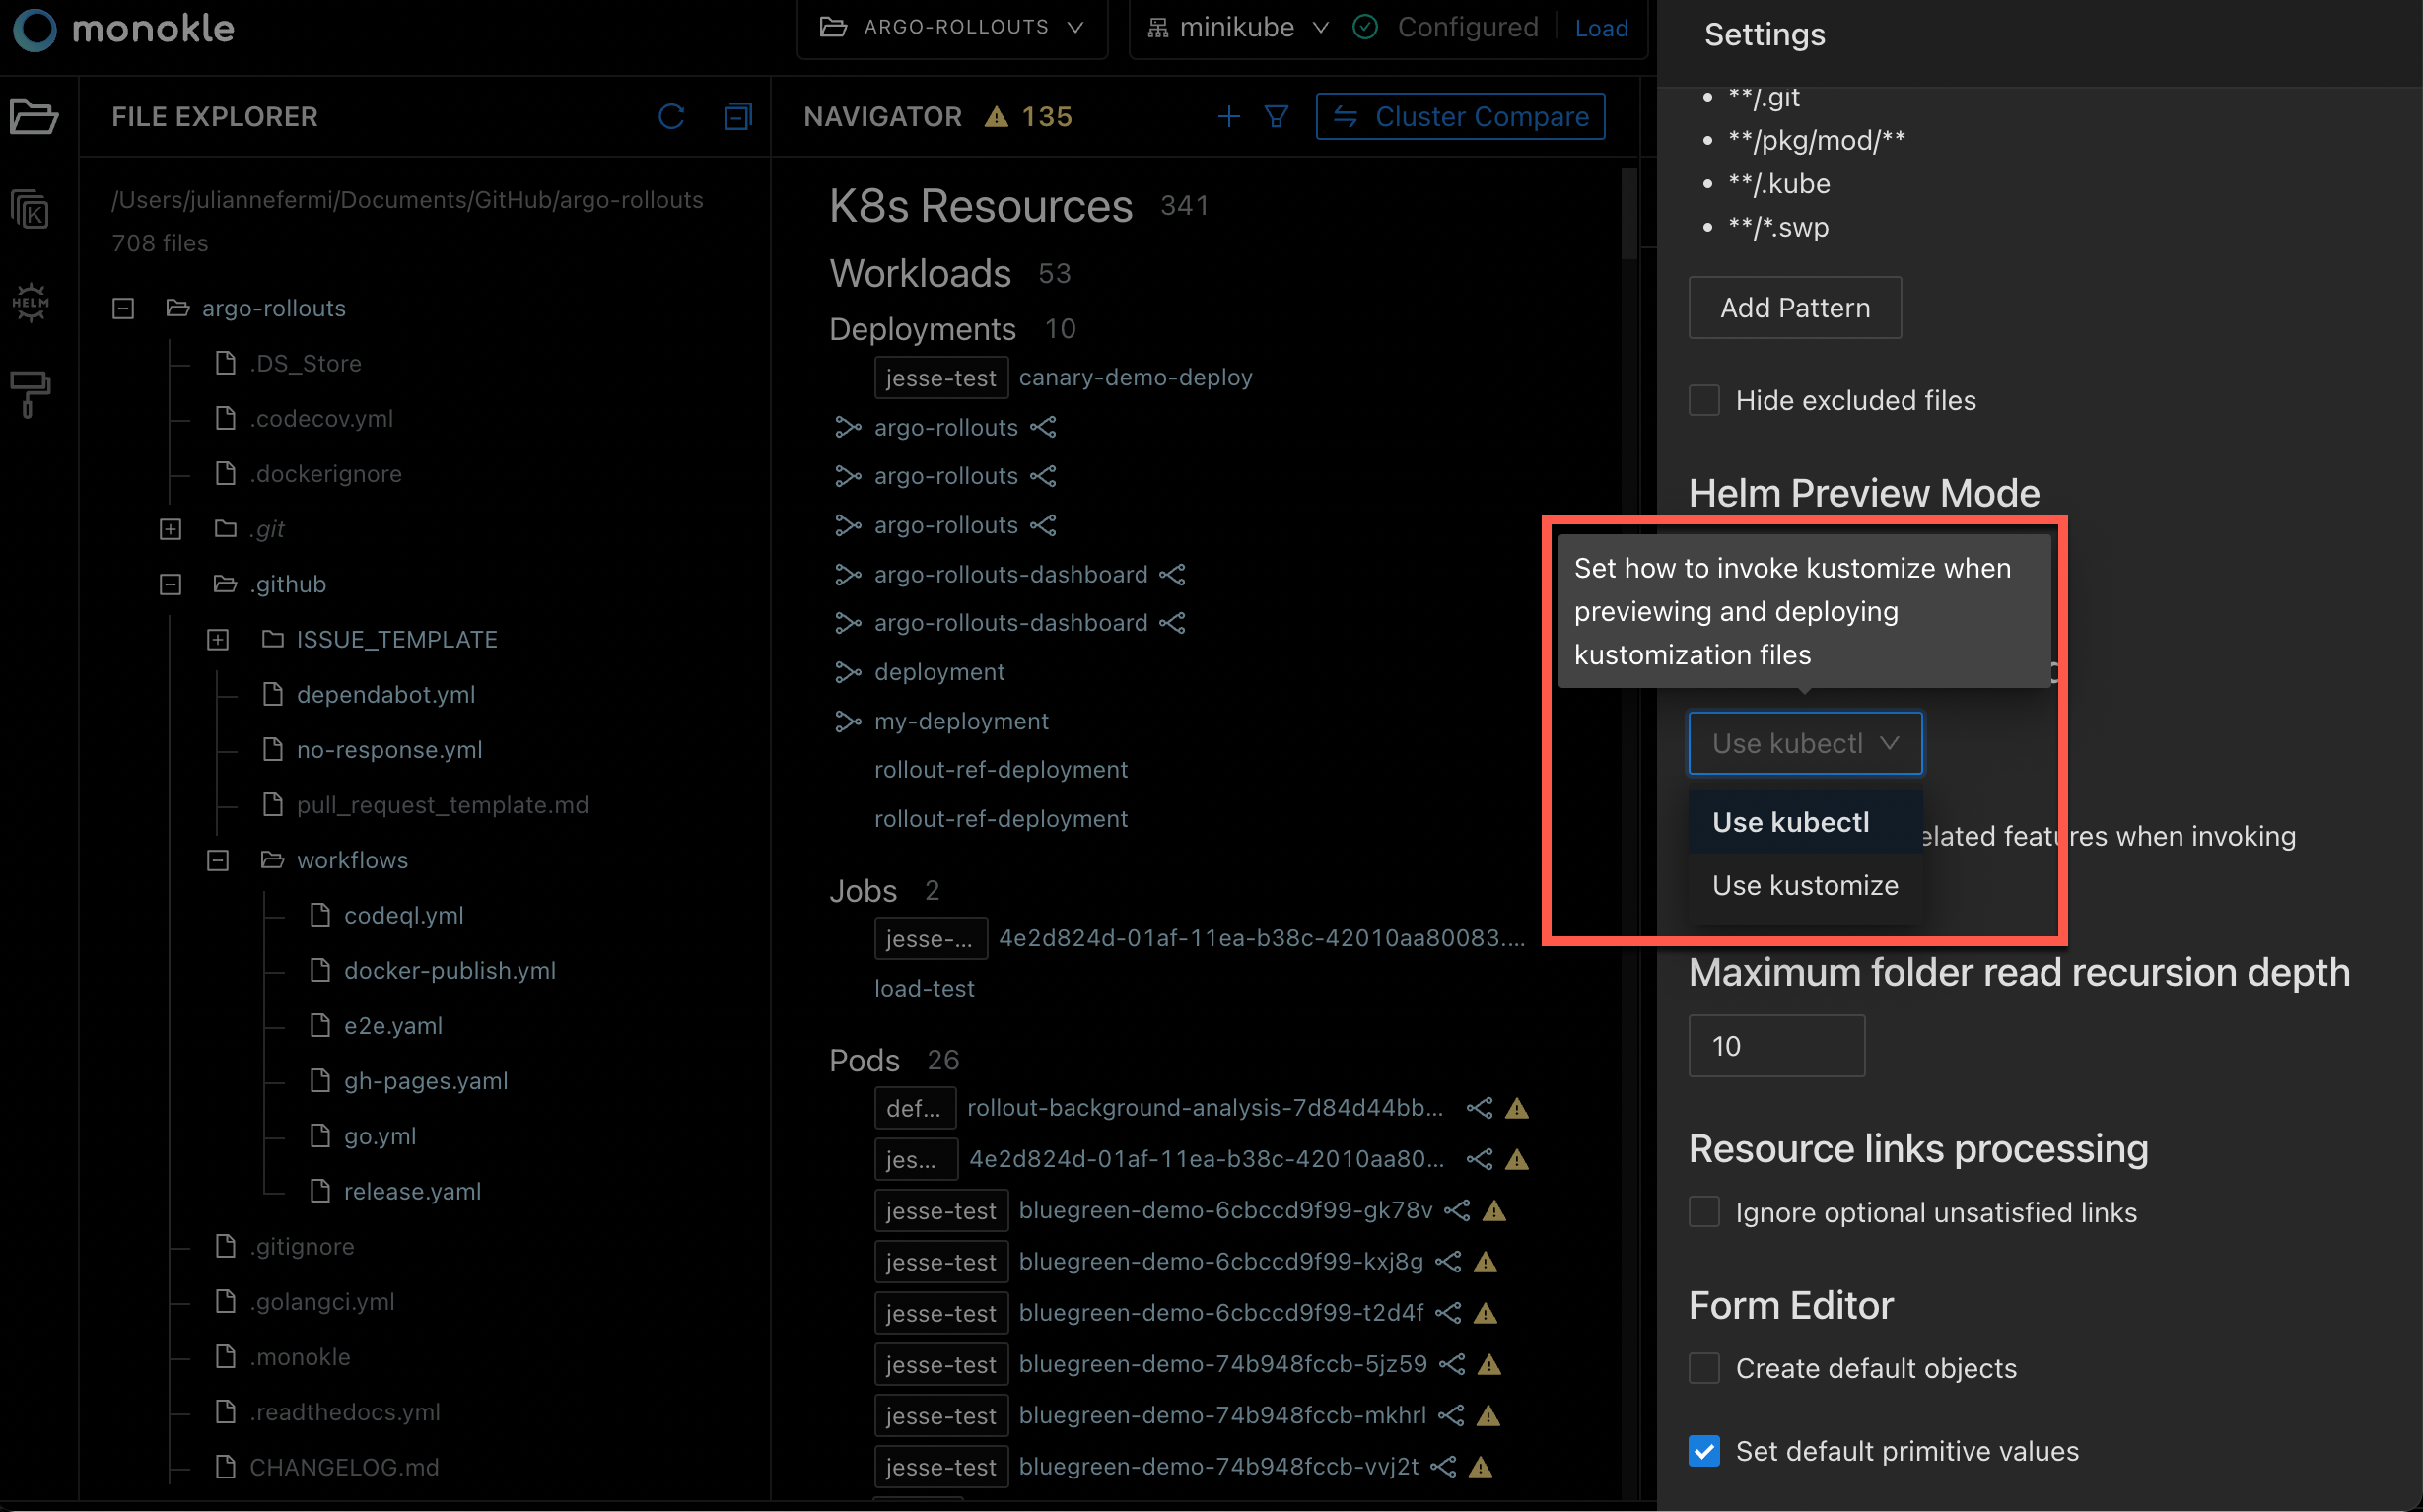 monokle
ARGO-ROLLOUTS
minikube
Configured
Load
Settings
FILE EXPLORER
/Users/juliannefermi/Documents/GitHub/argo-rollouts
708 files
argo-rollouts
.DS_Store
.codecov.yml
.dockerignore
.git
.github
ISSUE_TEMPLATE
dependabot.yml
no-response.yml
pull_request_template.md
workflows
codeql.yml
docker-publish.yml
e2e.yaml
gh-pages.yaml
go.yml
release.yaml
.gitignore
.golangci.yml
.monokle
.readthedocs.yml
CHANGELOG.md
K
HELM
NAVIGATOR 135
Cluster Compare
K8s Resources 341
Workloads 53
Deployments 10
jesse-test canary-demo-deploy
argo-rollouts
argo-rollouts
argo-rollouts
argo-rollouts-dashboard
argo-rollouts-dashboard
deployment
my-deployment
rollout-ref-deployment
rollout-ref-deployment
Jobs 2
jesse-... 4e2d824d-01af-11ea-b38c-42010aa80083....
load-test
Pods 26
def... rollout-background-analysis-7d84d44bb...
jes... 4e2d824d-01af-11ea-b38c-42010aa80...
jesse-test bluegreen-demo-6cbccd9f99-gk78v
jesse-test bluegreen-demo-6cbccd9f99-kxj8g
jesse-test bluegreen-demo-6cbccd9f99-t2d4f
jesse-test bluegreen-demo-74b948fccb-5jz59
jesse-test bluegreen-demo-74b948fccb-mkhrl
jesse-test bluegreen-demo-74b948fccb-vvj2t
• **/.git
• **/pkg/mod/**
• **/.kube
• **/*.swp
Add Pattern
Hide excluded files
Helm Preview Mode
Set how to invoke kustomize when
previewing and deploying
kustomization files
Use kubectl
Use kubectl
elated features when invoking
Use kustomize
Maximum folder read recursion depth
10
Resource links processing
Ignore optional unsatisfied links
Form Editor
Create default objects
Set default primitive values